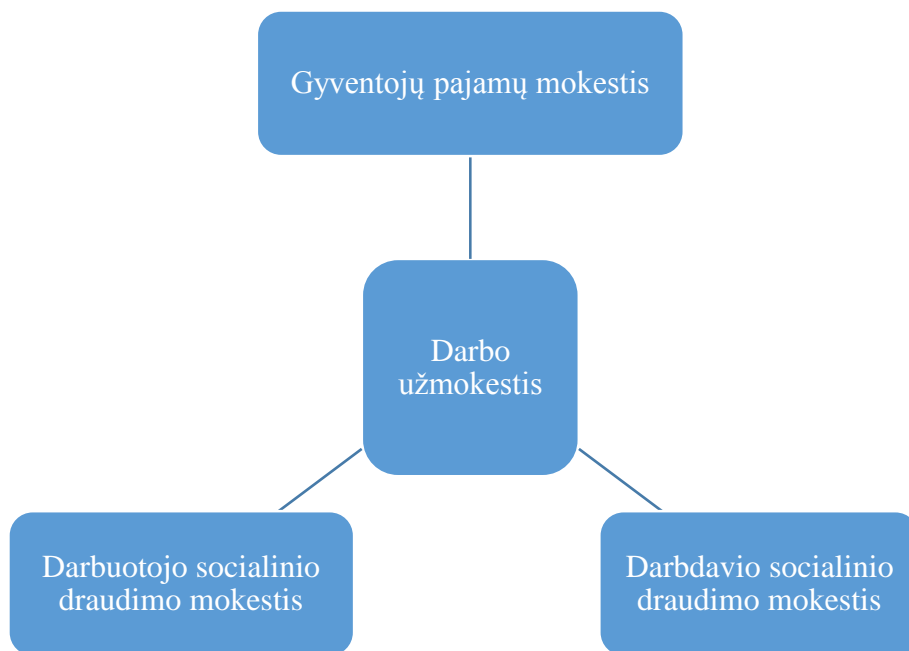 Gyventojų pajamų mokestis
Darbo
užmokestis
Darbuotojo socialinio
draudimo mokestis
Darbdavio socialinio
draudimo mokestis